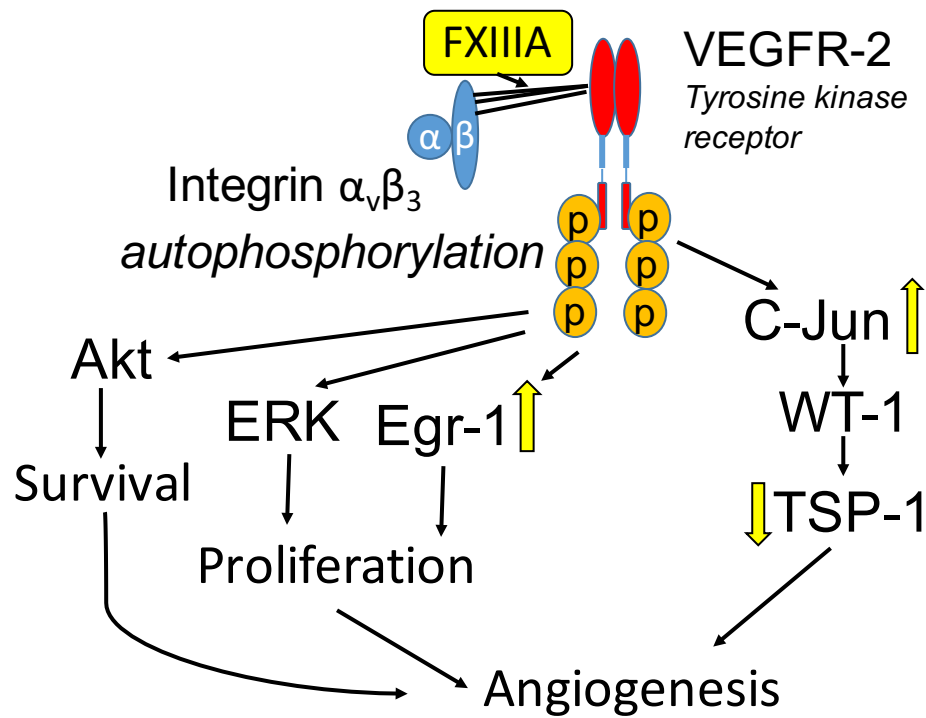 FXIIIA
VEGFR-2
Tyrosine kinase
receptor
α β
Integrin αᵥβ₃
autophosphorylation
p p
p p
p p
C-Jun
Akt
WT-1
ERK
Egr-1
Survival
TSP-1
Proliferation
Angiogenesis